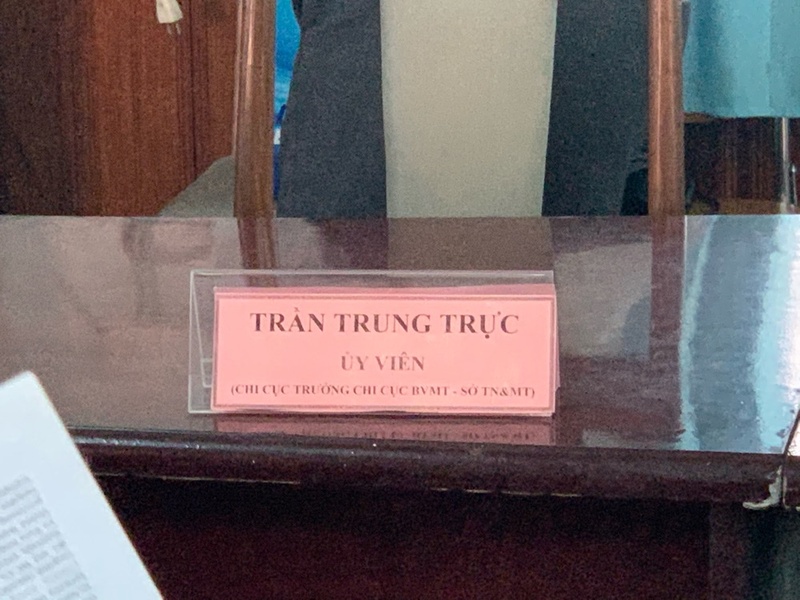 TRẦN TRUNG TRỰC
ỦY VIÊN
(CHI CỤC TRƯỞNG CHI CỤC BVMT - SỞ TN&MT)